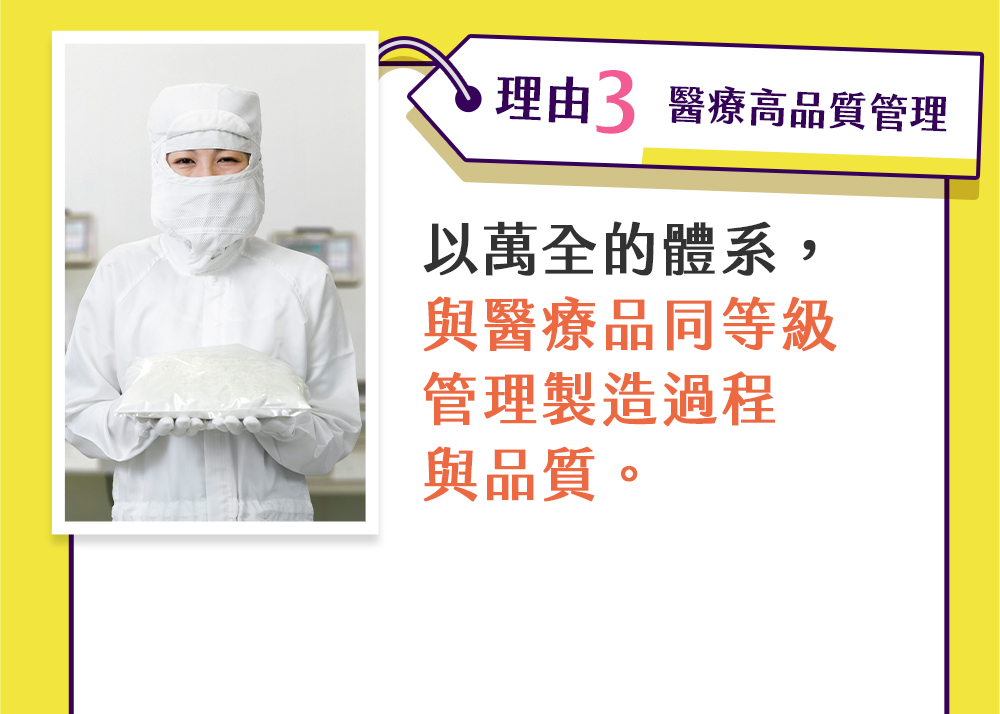 理由3 醫療高品質管理
以萬全的體系，
與醫療品同等級
管理製造過程
與品質。